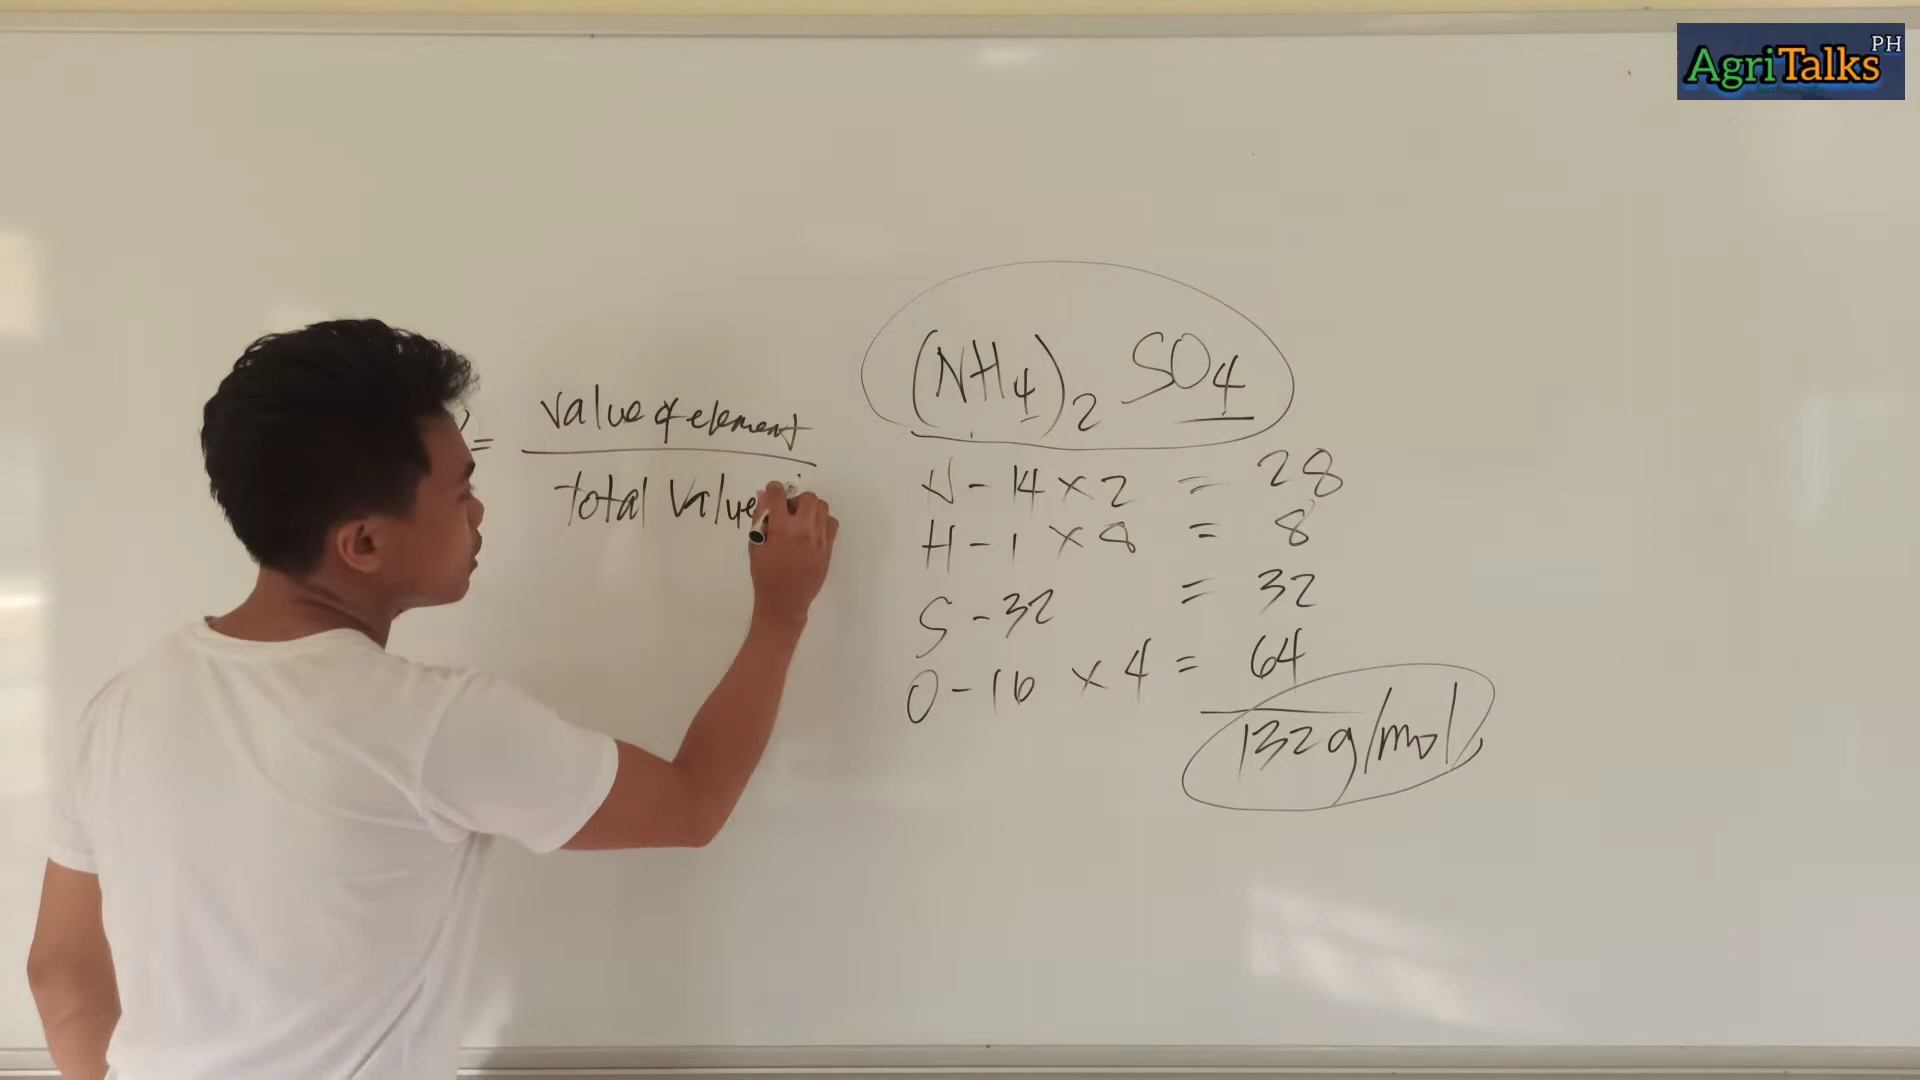 AgriTalks PH
= value of element
total value
(NH4)2 SO4
N - 14 x 2 = 28
H - 1 x 8 = 8
S - 32 = 32
O - 16 x 4 = 64
132g/mol